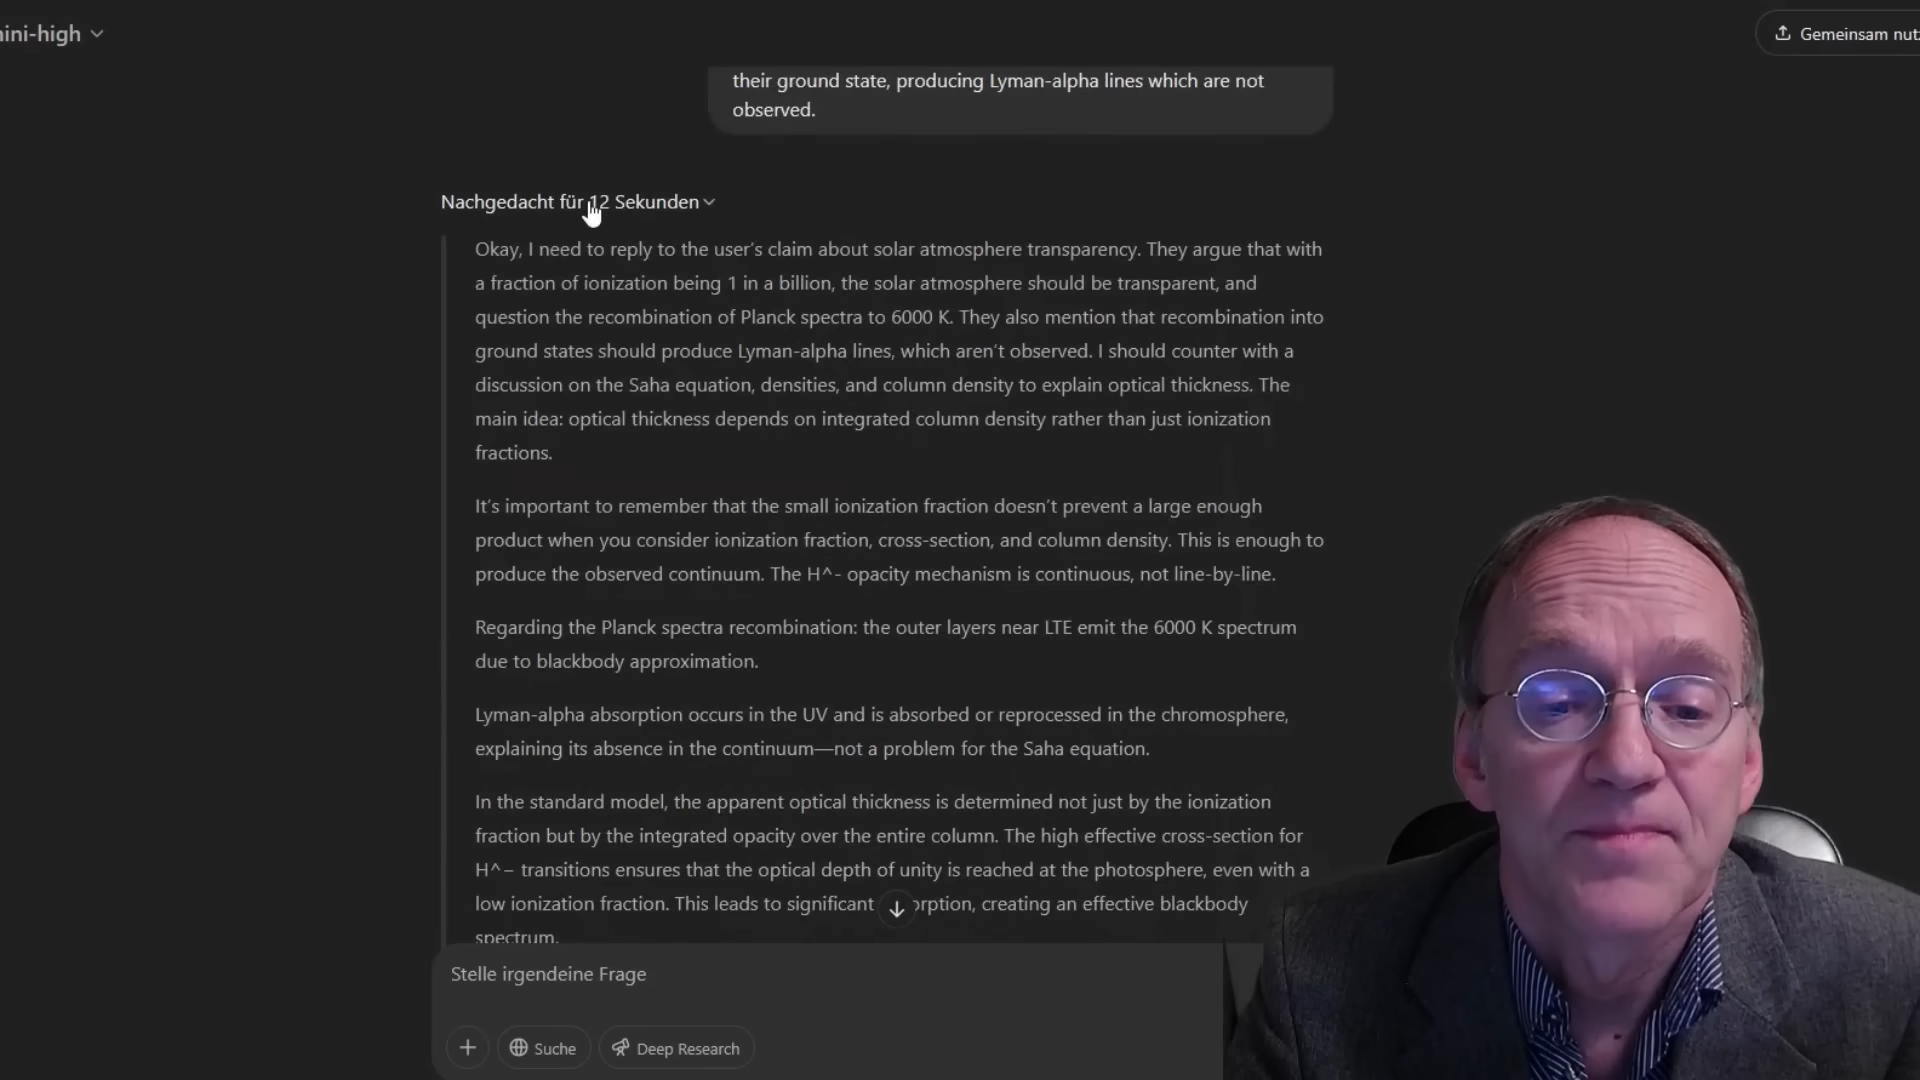 ini-high
Gemeinsam nut
their ground state, producing Lyman-alpha lines which are not
observed.
Nachgedacht für 12 Sekunden
Okay, I need to reply to the user's claim about solar atmosphere transparency. They argue that with
a fraction of ionization being 1 in a billion, the solar atmosphere should be transparent, and
question the recombination of Planck spectra to 6000 K. They also mention that recombination into
ground states should produce Lyman-alpha lines, which aren't observed. I should counter with a
discussion on the Saha equation, densities, and column density to explain optical thickness. The
main idea: optical thickness depends on integrated column density rather than just ionization
fractions.
It's important to remember that the small ionization fraction doesn't prevent a large enough
product when you consider ionization fraction, cross-section, and column density. This is enough to
produce the observed continuum. The H^- opacity mechanism is continuous, not line-by-line.
Regarding the Planck spectra recombination: the outer layers near LTE emit the 6000 K spectrum
due to blackbody approximation.
Lyman-alpha absorption occurs in the UV and is absorbed or reprocessed in the chromosphere,
explaining its absence in the continuum—not a problem for the Saha equation.
In the standard model, the apparent optical thickness is determined not just by the ionization
fraction but by the integrated opacity over the entire column. The high effective cross-section for
H^− transitions ensures that the optical depth of unity is reached at the photosphere, even with a
low ionization fraction. This leads to significant orption, creating an effective blackbody
spectrum.
Stelle irgendeine Frage
Suche
Deep Research